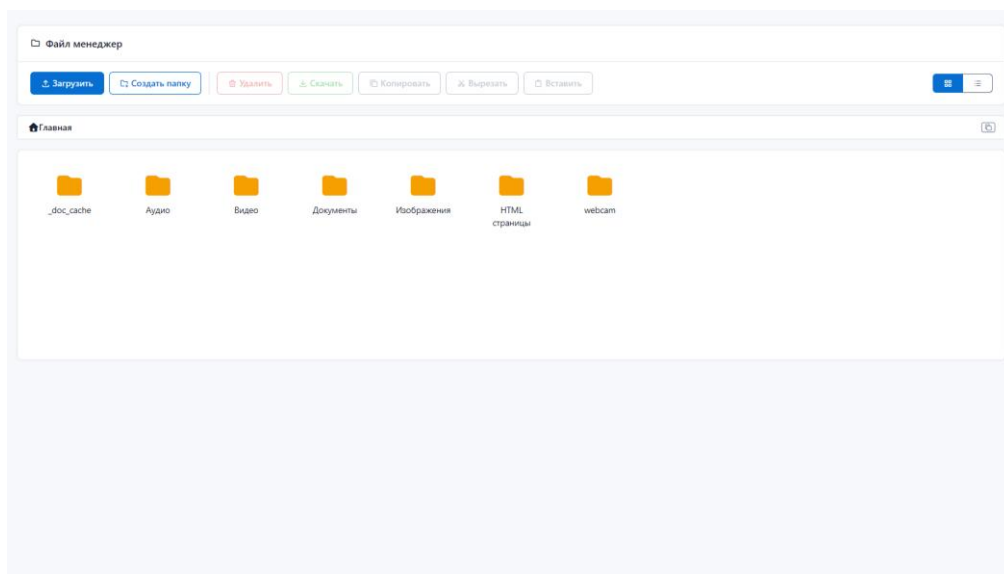 Файл менеджер
Загрузить Создать папку Удалить Скачать Копировать Вырезать Вставить
Главная
_doc_cache Аудио Видео Документы Изображения HTML страницы webcam